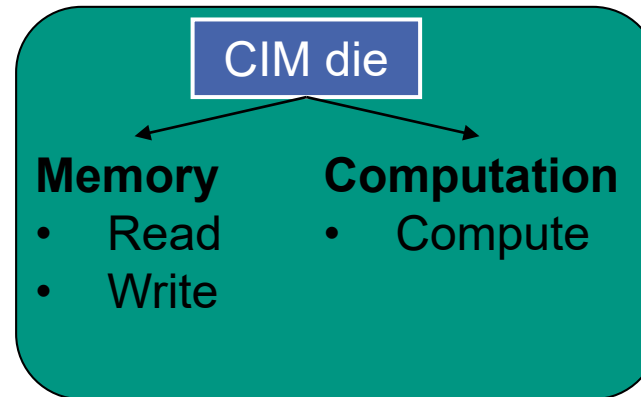 CIM die
Memory
• Read
• Write
Computation
• Compute